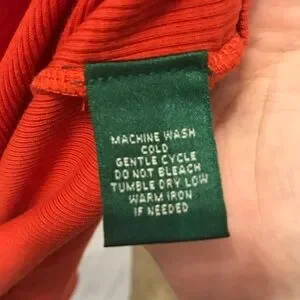 MACHINE WASH
COLD
GENTLE CYCLE
DO NOT BLEACH
TUMBLE DRY LOW
WARM IRON
IF NEEDED